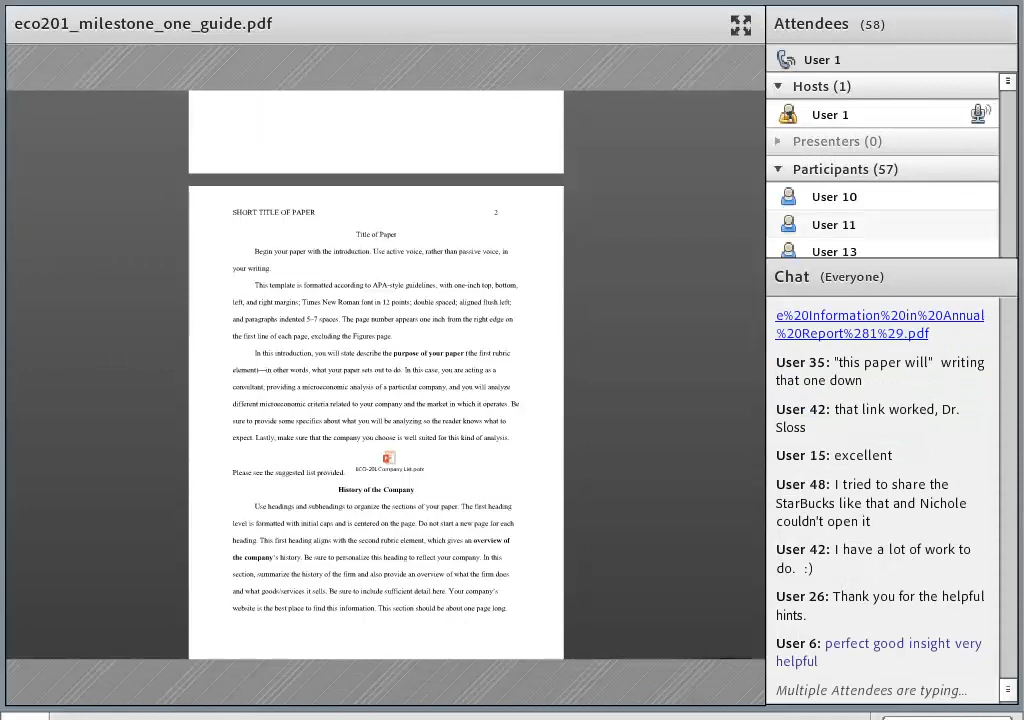 eco201_milestone_one_guide.pdf
SHORT TITLE OF PAPER 2
Title of Paper
Begin your paper with the introduction. Use active voice, rather than passive voice, in
your writing.
This template is formatted according to APA-style guidelines, with one-inch top, bottom,
left, and right margins; Times New Roman font in 12 points; double spaced; aligned flush left;
and paragraphs indented 5–7 spaces. The page number appears one inch from the right edge on
the first line of each page, excluding the Figures page.
In this introduction, you will state describe the purpose of your paper (the first rubric
element)—in other words, what your paper sets out to do. In this case, you are acting as a
consultant, providing a microeconomic analysis of a particular company, and you will analyze
different microeconomic criteria related to your company and the market in which it operates. Be
sure to provide some specifics about what you will be analyzing so the reader knows what to
expect. Lastly, make sure that the company you choose is well suited for this kind of analysis.
Please see the suggested list provided. ECO-201 Company List.pptx
History of the Company
Use headings and subheadings to organize the sections of your paper. The first heading
level is formatted with initial caps and is centered on the page. Do not start a new page for each
heading. This first heading aligns with the second rubric element, which gives an overview of
the company's history. Be sure to personalize this heading to reflect your company. In this
section, summarize the history of the firm and also provide an overview of what the firm does
and what goods/services it sells. Be sure to include sufficient detail here. Your company's
website is the best place to find this information. This section should be about one page long.
Attendees (58)
User 1
Hosts (1)
User 1
Presenters (0)
Participants (57)
User 10
User 11
User 13
Chat (Everyone)
e%20Information%20in%20Annual
%20Report%281%29.pdf
User 35: "this paper will" writing
that one down
User 42: that link worked, Dr.
Sloss
User 15: excellent
User 48: I tried to share the
StarBucks like that and Nichole
couldn't open it
User 42: I have a lot of work to
do. :)
User 26: Thank you for the helpful
hints.
User 6: perfect good insight very
helpful
Multiple Attendees are typing...